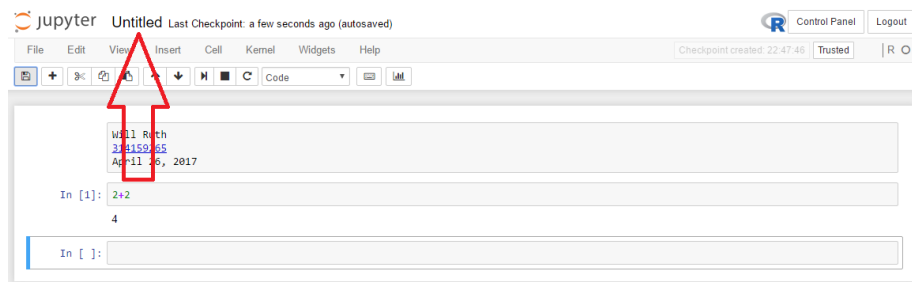 jupyter Untitled Last Checkpoint: a few seconds ago (autosaved) R Control Panel Logout
File Edit View Insert Cell Kernel Widgets Help Checkpoint created: 22:47:46 Trusted R
Code
Will Ruth
314159265
April 26, 2017
In [1]: 2+2
4
In [ ]: